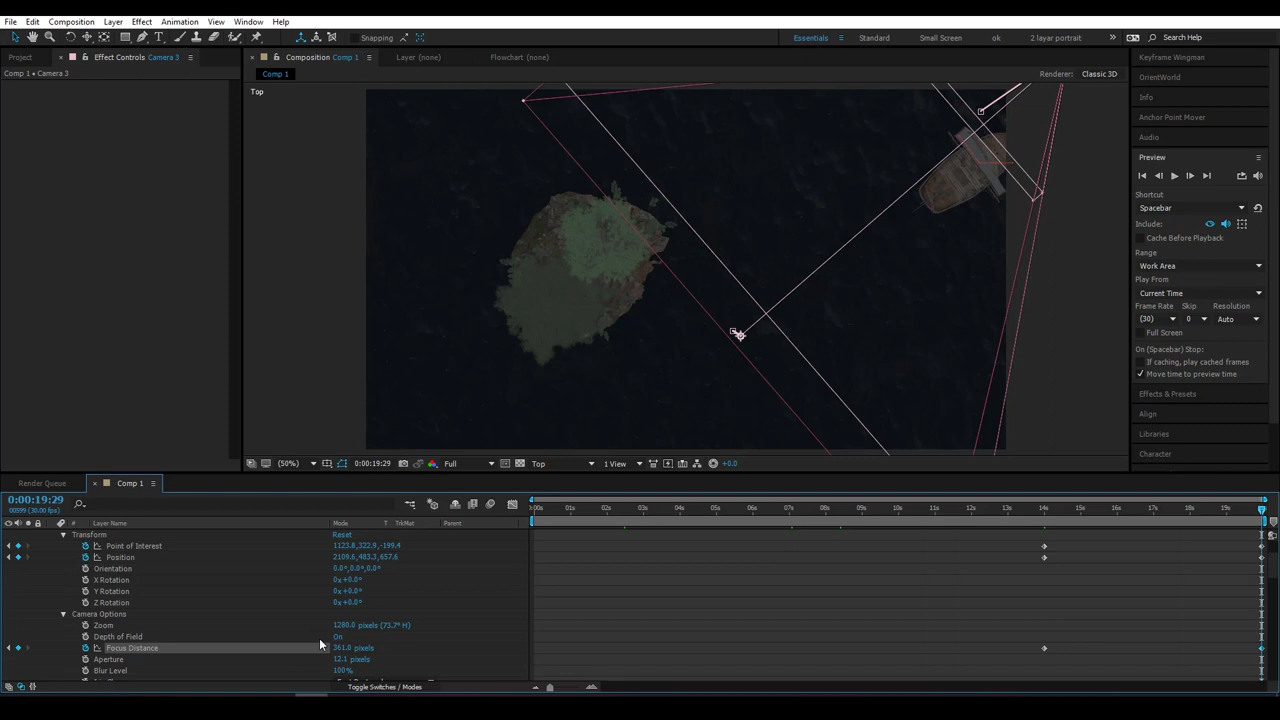 File Edit Composition Layer Effect Animation View Window Help
Snapping
Essentials Standard Small Screen ok 2 layer portrait Search Help
Project Effect Controls Camera 3 Composition Comp 1 Layer (none) Flowchart (none)
Comp 1 • Camera 3
Comp 1 Renderer: Classic 3D
Top
Keyframe Wingman
OrientWorld
Info
Anchor Point Mover
Audio
Preview
Shortcut
Spacebar
Include:
Cache Before Playback
Range
Work Area
Play From
Current Time
Frame Rate Skip Resolution
(30) 0 Auto
Full Screen
On (Spacebar) Stop:
If caching, play cached frames
Move time to preview time
Effects & Presets
Align
Libraries
Character
(50%) 0:00:19:29 Full Top 1 View +0.0
Render Queue Comp 1
0:00:19:29
00599 (30.00 fps)
# Layer Name Mode T TrkMat Parent
:00s 01s 02s 03s 04s 05s 06s 07s 08s 09s 10s 11s 12s 13s 14s 15s 16s 17s 18s 19s
Transform Reset
Point of Interest 1123.8,322.9,-199.4
Position 2109.6,483.3,657.6
Orientation 0.0°,0.0°,0.0°
X Rotation 0x+0.0°
Y Rotation 0x+0.0°
Z Rotation 0x+0.0°
Camera Options
Zoom 1280.0 pixels (73.7° H)
Depth of Field On
Focus Distance 361.0 pixels
Aperture 12.1 pixels
Blur Level 100%
Toggle Switches / Modes